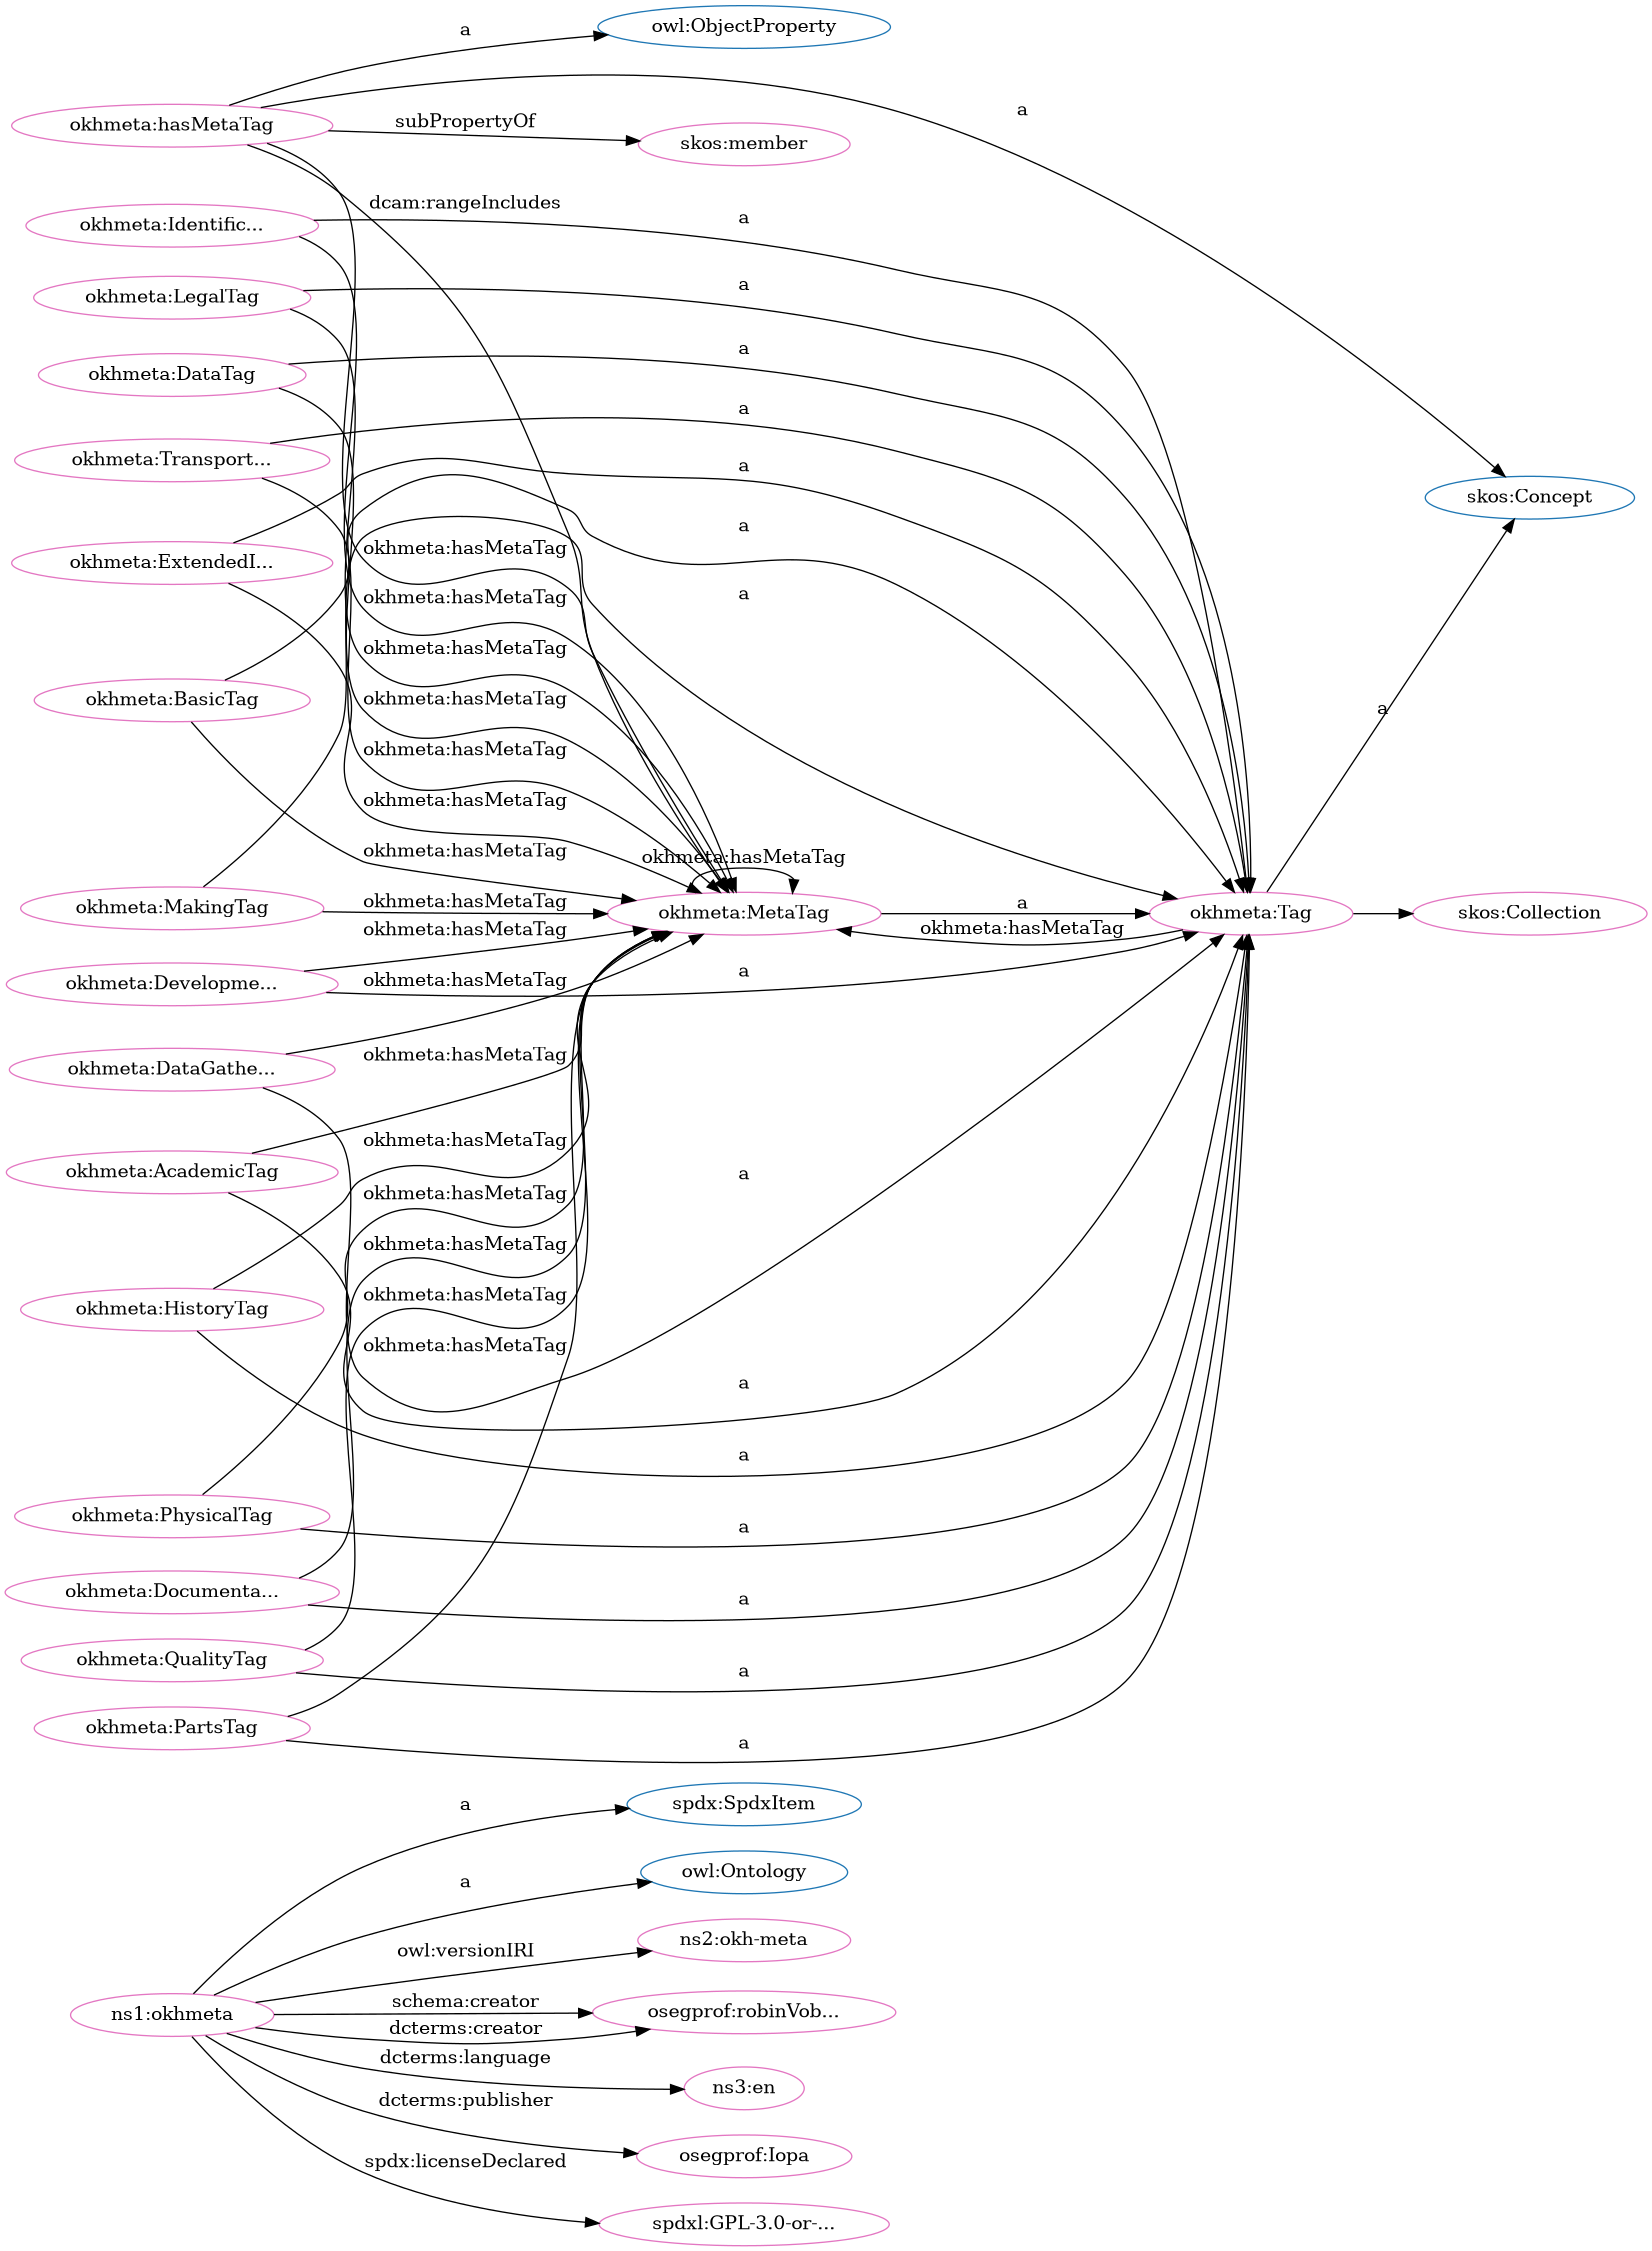 a
owl:ObjectProperty
okhmeta:hasMetaTag
a
subPropertyOf
skos:member
dcam:rangeIncludes
okhmeta:Identific...
a
okhmeta:LegalTag
a
okhmeta:DataTag
a
okhmeta:Transport...
a
a
skos:Concept
a
okhmeta:hasMetaTag
okhmeta:ExtendedI...
a
okhmeta:hasMetaTag
okhmeta:hasMetaTag
okhmeta:BasicTag
okhmeta:hasMetaTag
a
okhmeta:hasMetaTag
okhmeta:hasMetaTag
okhmeta:hasMetaTag
okhmeta:hasMetaTag
okhmeta:MakingTag
okhmeta:hasMetaTag
okhmeta:MetaTag
a
okhmeta:Tag
skos:Collection
okhmeta:hasMetaTag
okhmeta:hasMetaTag
okhmeta:Developme...
okhmeta:hasMetaTag
a
okhmeta:DataGathe...
okhmeta:hasMetaTag
okhmeta:hasMetaTag
okhmeta:AcademicTag
a
okhmeta:hasMetaTag
okhmeta:hasMetaTag
okhmeta:HistoryTag
okhmeta:hasMetaTag
okhmeta:hasMetaTag
a
a
okhmeta:PhysicalTag
a
okhmeta:Documenta...
a
okhmeta:QualityTag
a
okhmeta:PartsTag
a
a
spdx:SpdxItem
a
owl:Ontology
owl:versionIRI
ns2:okh-meta
ns1:okhmeta
schema:creator
osegprof:robinVob...
dcterms:creator
dcterms:language
ns3:en
dcterms:publisher
osegprof:Iopa
spdx:licenseDeclared
spdxl:GPL-3.0-or-...